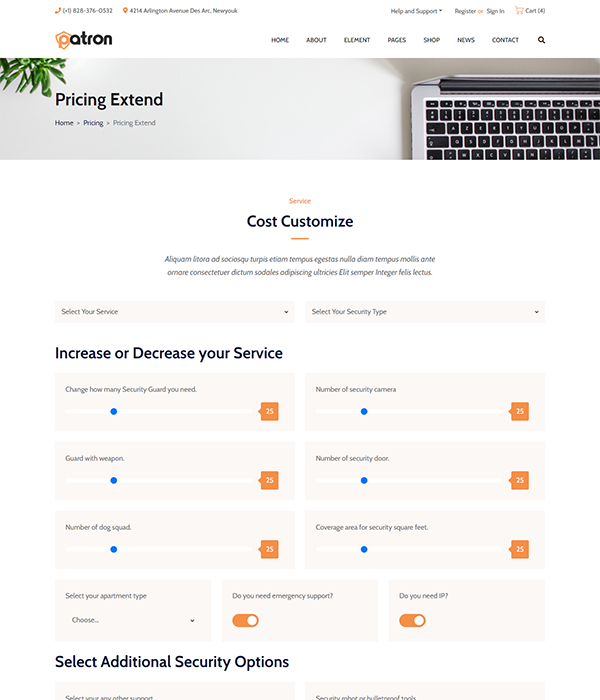 (+1) 828-376-0532 4214 Arlington Avenue Des Arc, Newyouk Help and Support Register or Sign In Cart (4)
patron HOME ABOUT ELEMENT PAGES SHOP NEWS CONTACT
Pricing Extend
Home > Pricing > Pricing Extend
Service
Cost Customize
Aliquam litora ad sociosqu turpis etiam tempus egestas nulla diam tempus mollis ante
ornare consectetuer dictum sodales adipiscing ultricies Elit semper Integer felis lectus.
Select Your Service Select Your Security Type
Increase or Decrease your Service
Change how many Security Guard you need. Number of security camera
25 25
Guard with weapon. Number of security door.
25 25
Number of dog squad. Coverage area for security square feet.
25 25
Select your apartment type Do you need emergency support? Do you need IP?
Choose...
Select Additional Security Options
Select your any other support Security robot or bulletproof tools